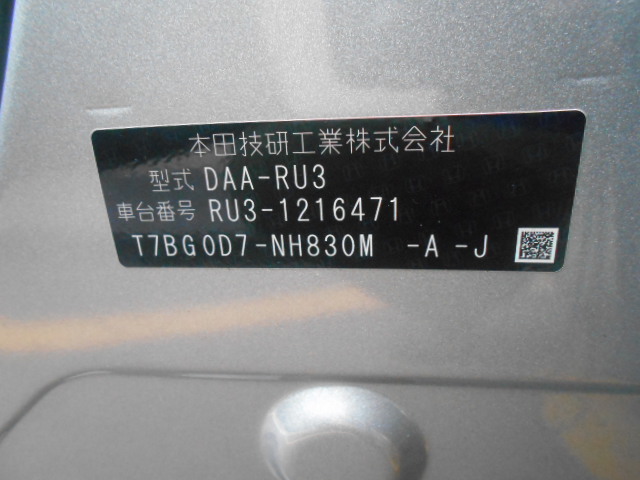 本田技研工業株式会社
型式 DAA-RU3
車台番号 RU3-1216471
T7BG0D7-NH830M -A -J